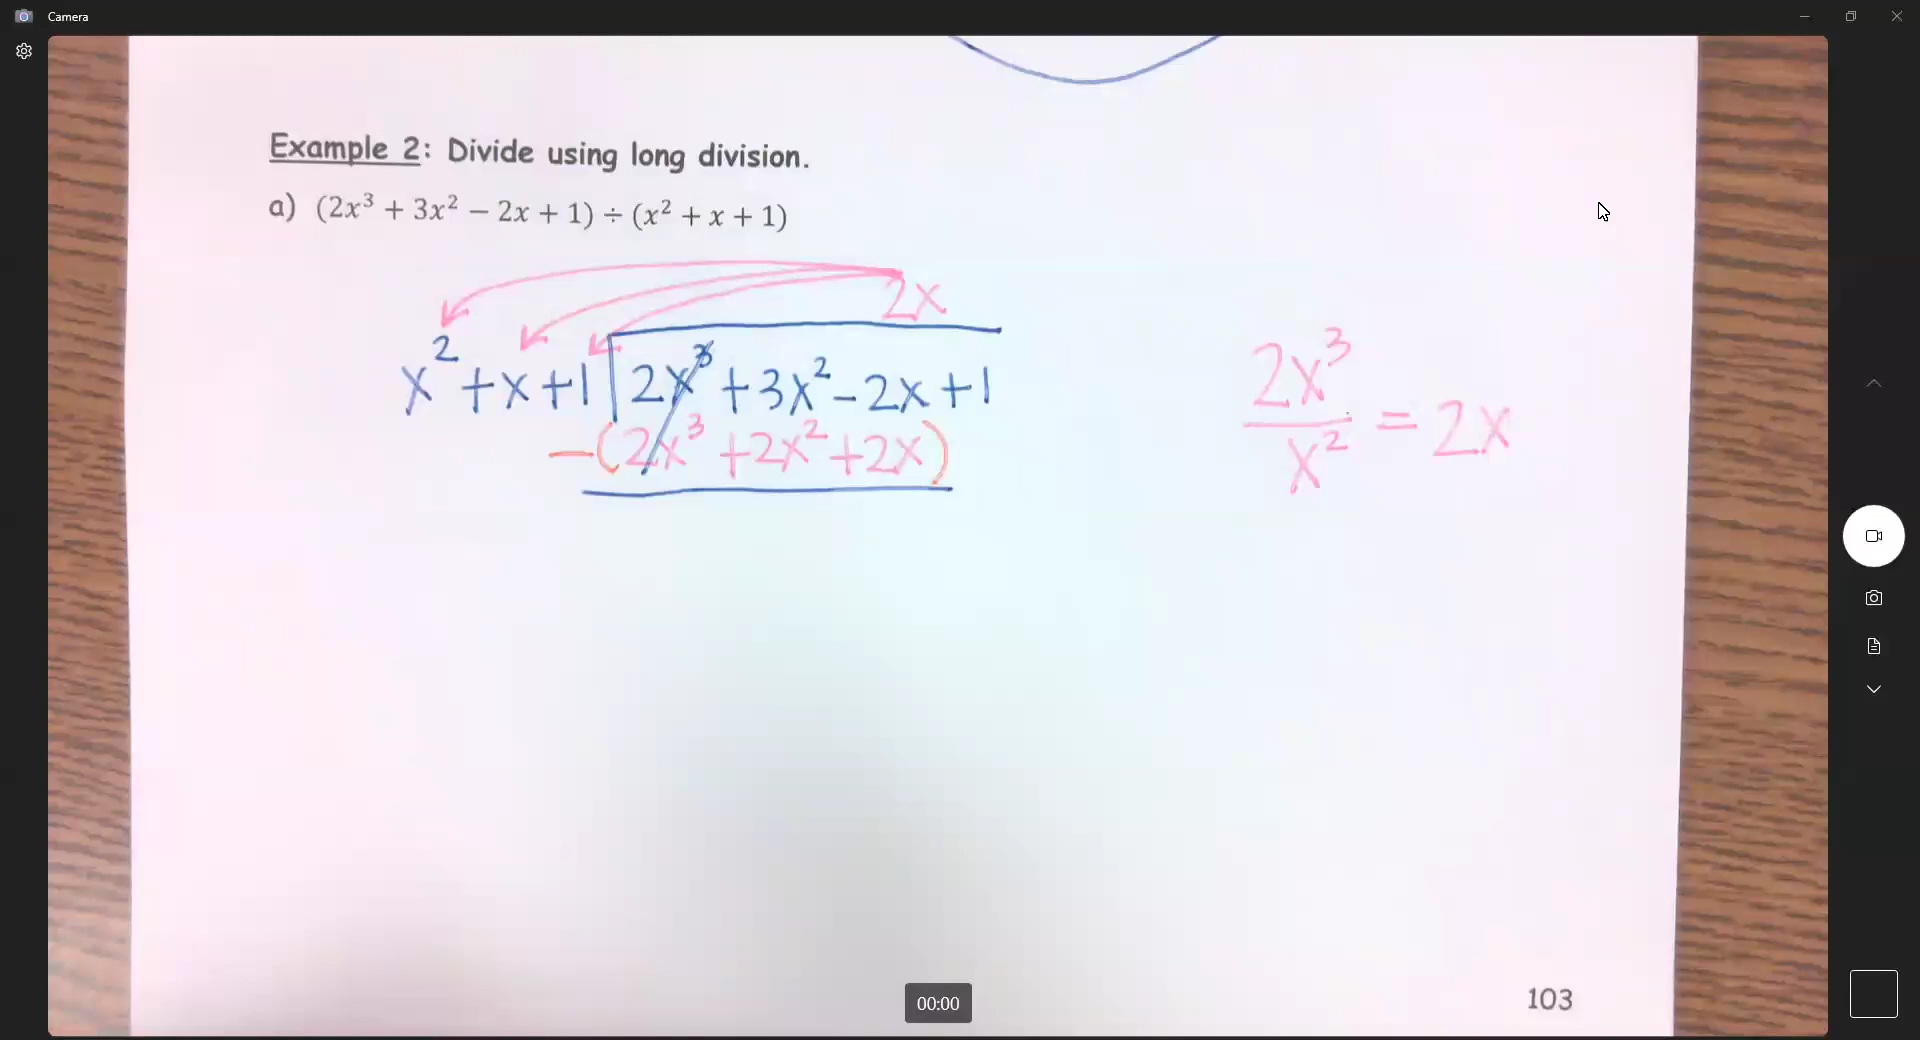 Camera
Example 2: Divide using long division.
a) (2x³ + 3x² − 2x + 1) ÷ (x² + x + 1)
2x
x² + x + 1 2x³ + 3x² - 2x + 1
-(2x³ + 2x² + 2x)
2x³
x²
= 2x
00:00
103